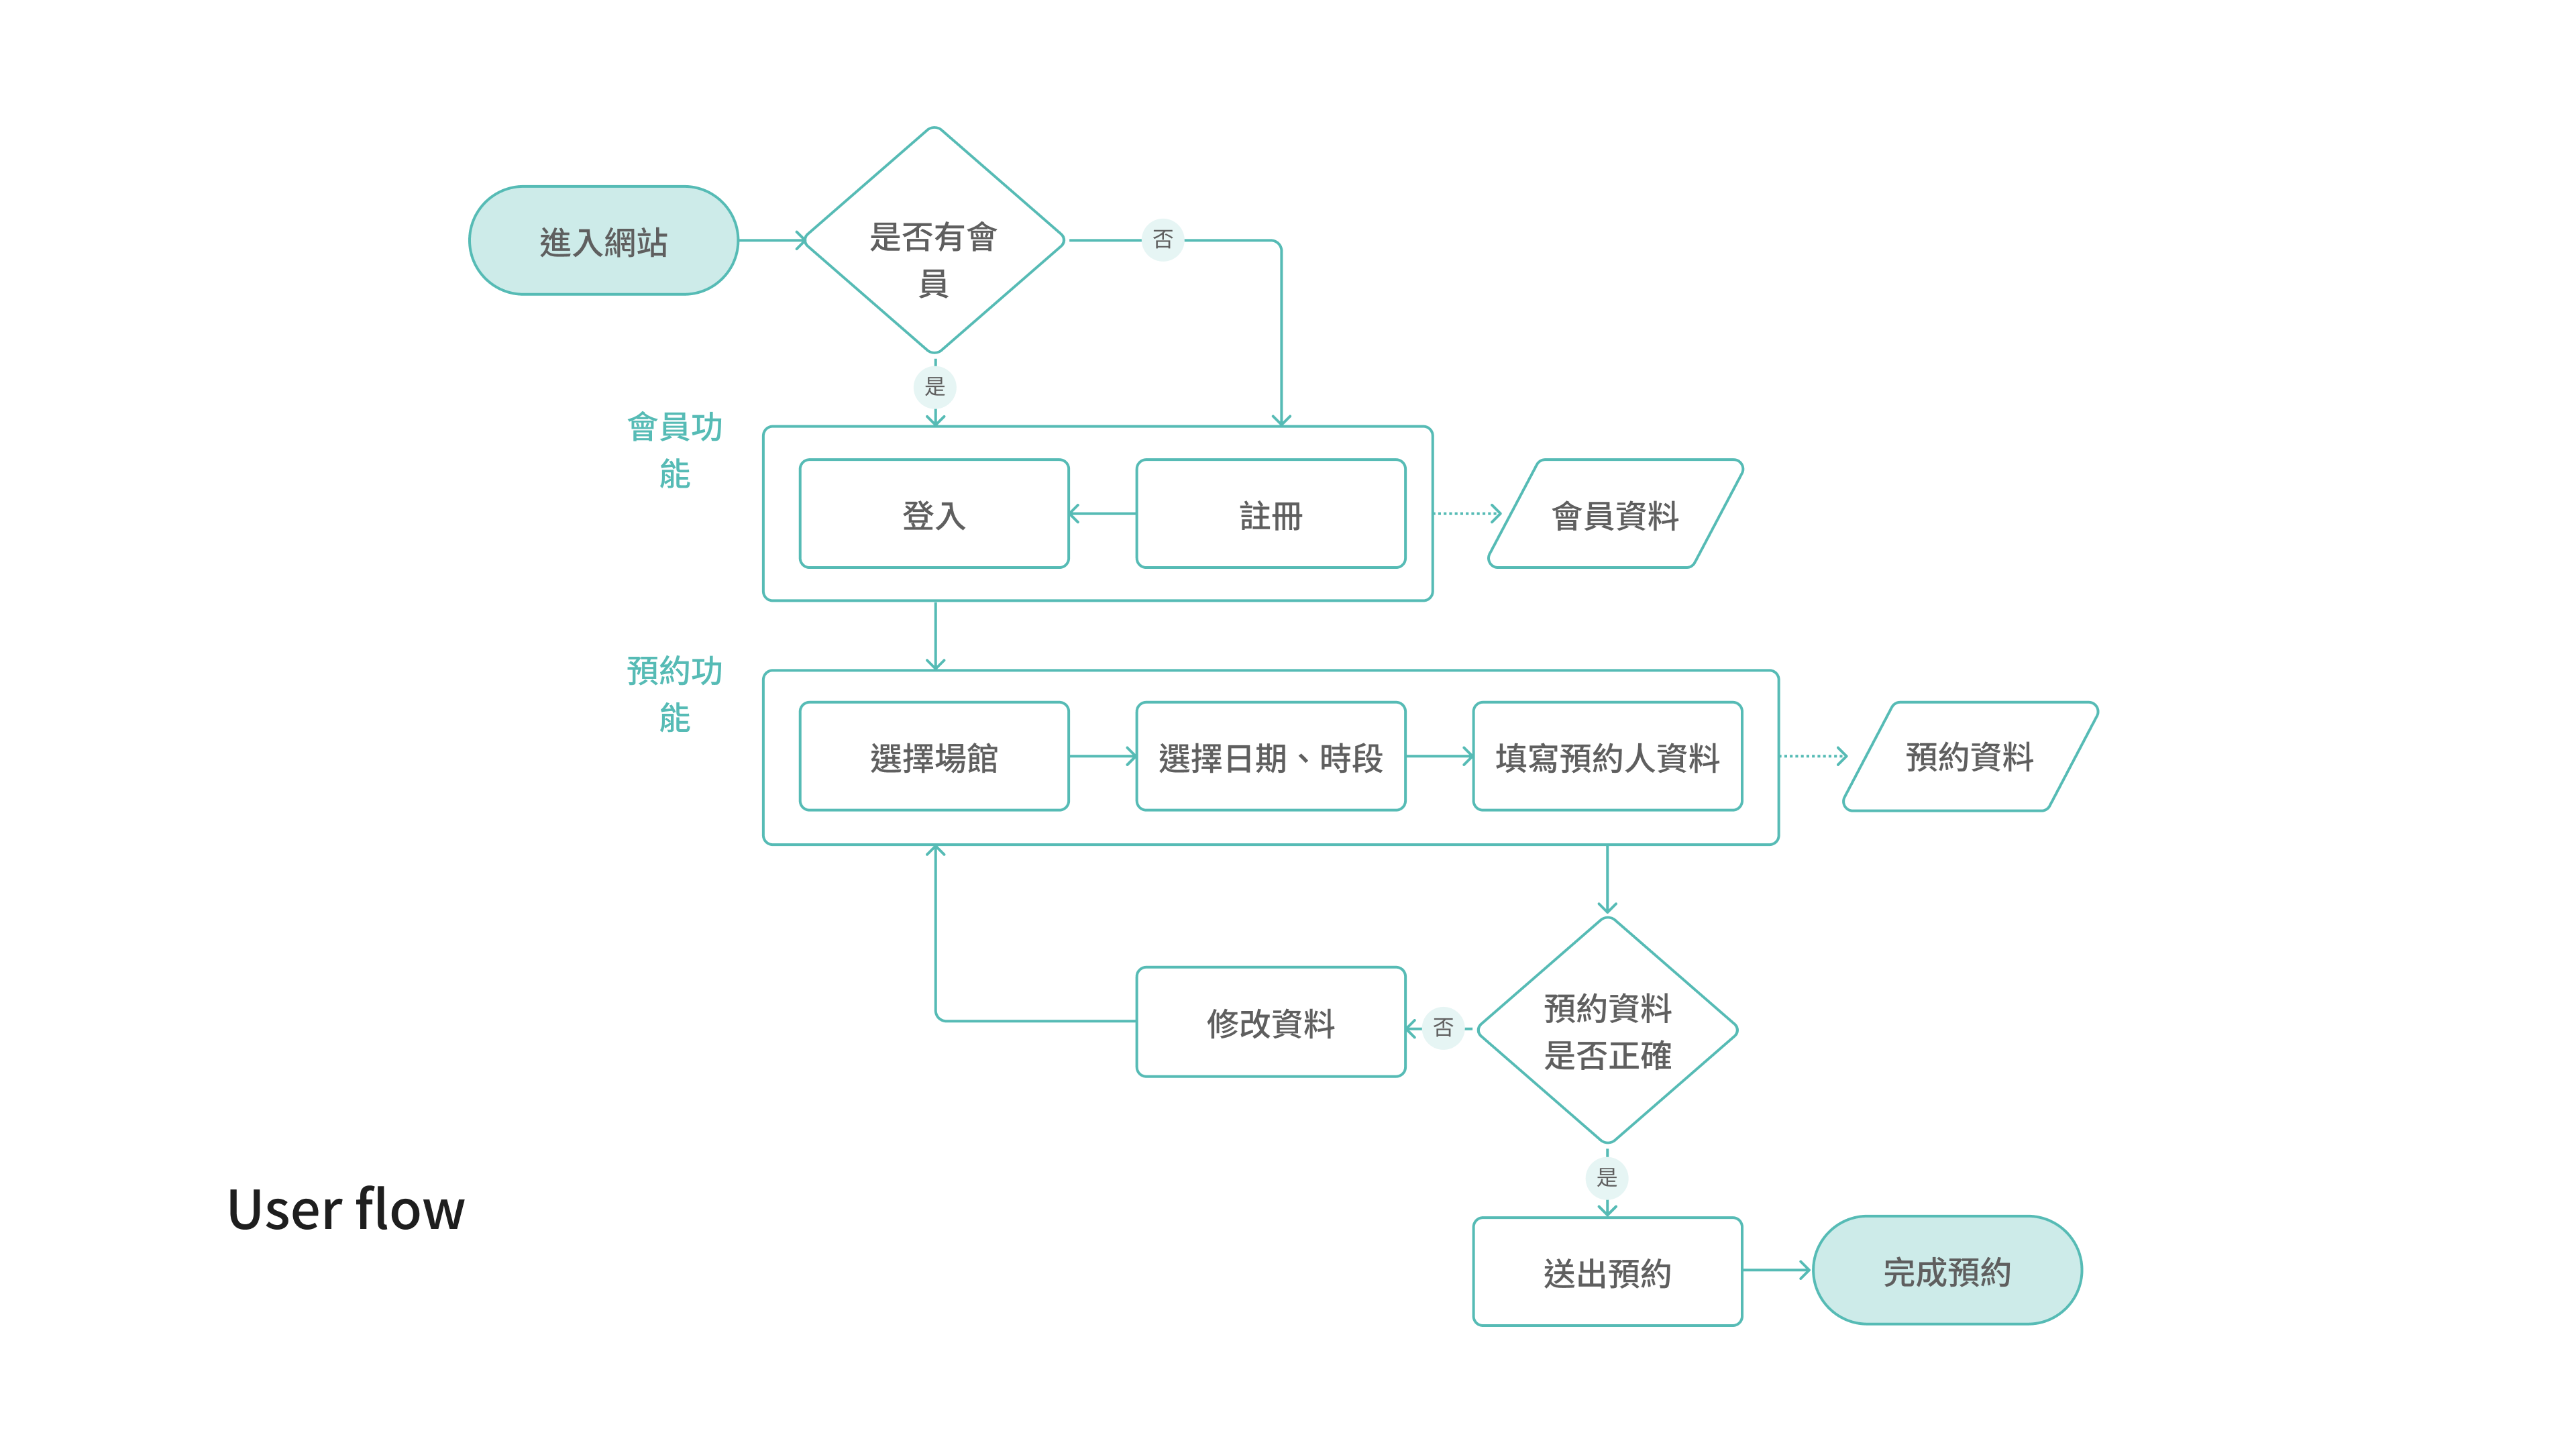 進入網站
是否有會
員
否
是
會員功
能
登入
註冊
會員資料
預約功
能
選擇場館
選擇日期、時段
填寫預約人資料
預約資料
修改資料
否
預約資料
是否正確
是
User flow
送出預約
完成預約